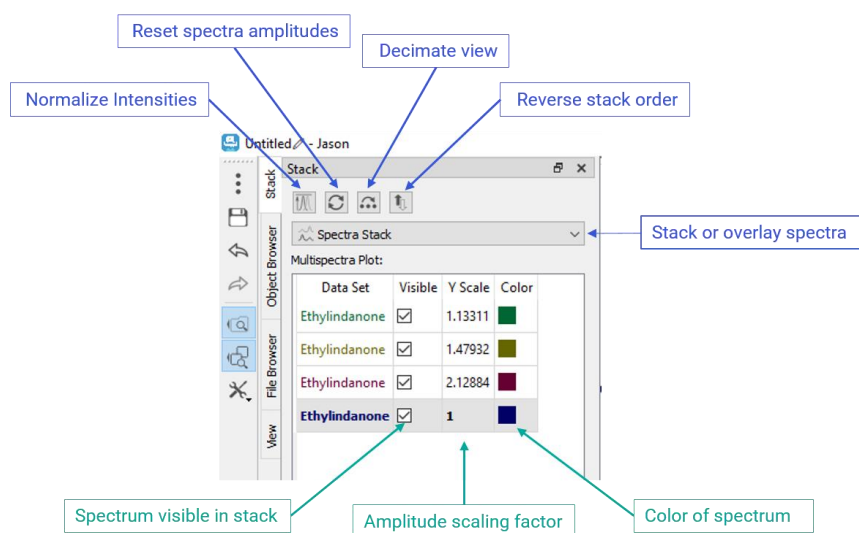 Reset spectra amplitudes
Decimate view
Normalize Intensities
Reverse stack order
Untitled - Jason
Stack
Stack
Stack or overlay spectra
Spectra Stack
Object Browser
Multispectra Plot:
Data Set Visible Y Scale Color
Ethylindanone 1.13311
Ethylindanone 1.47932
File Browser
Ethylindanone 2.12884
Ethylindanone 1
View
Spectrum visible in stack
Amplitude scaling factor
Color of spectrum